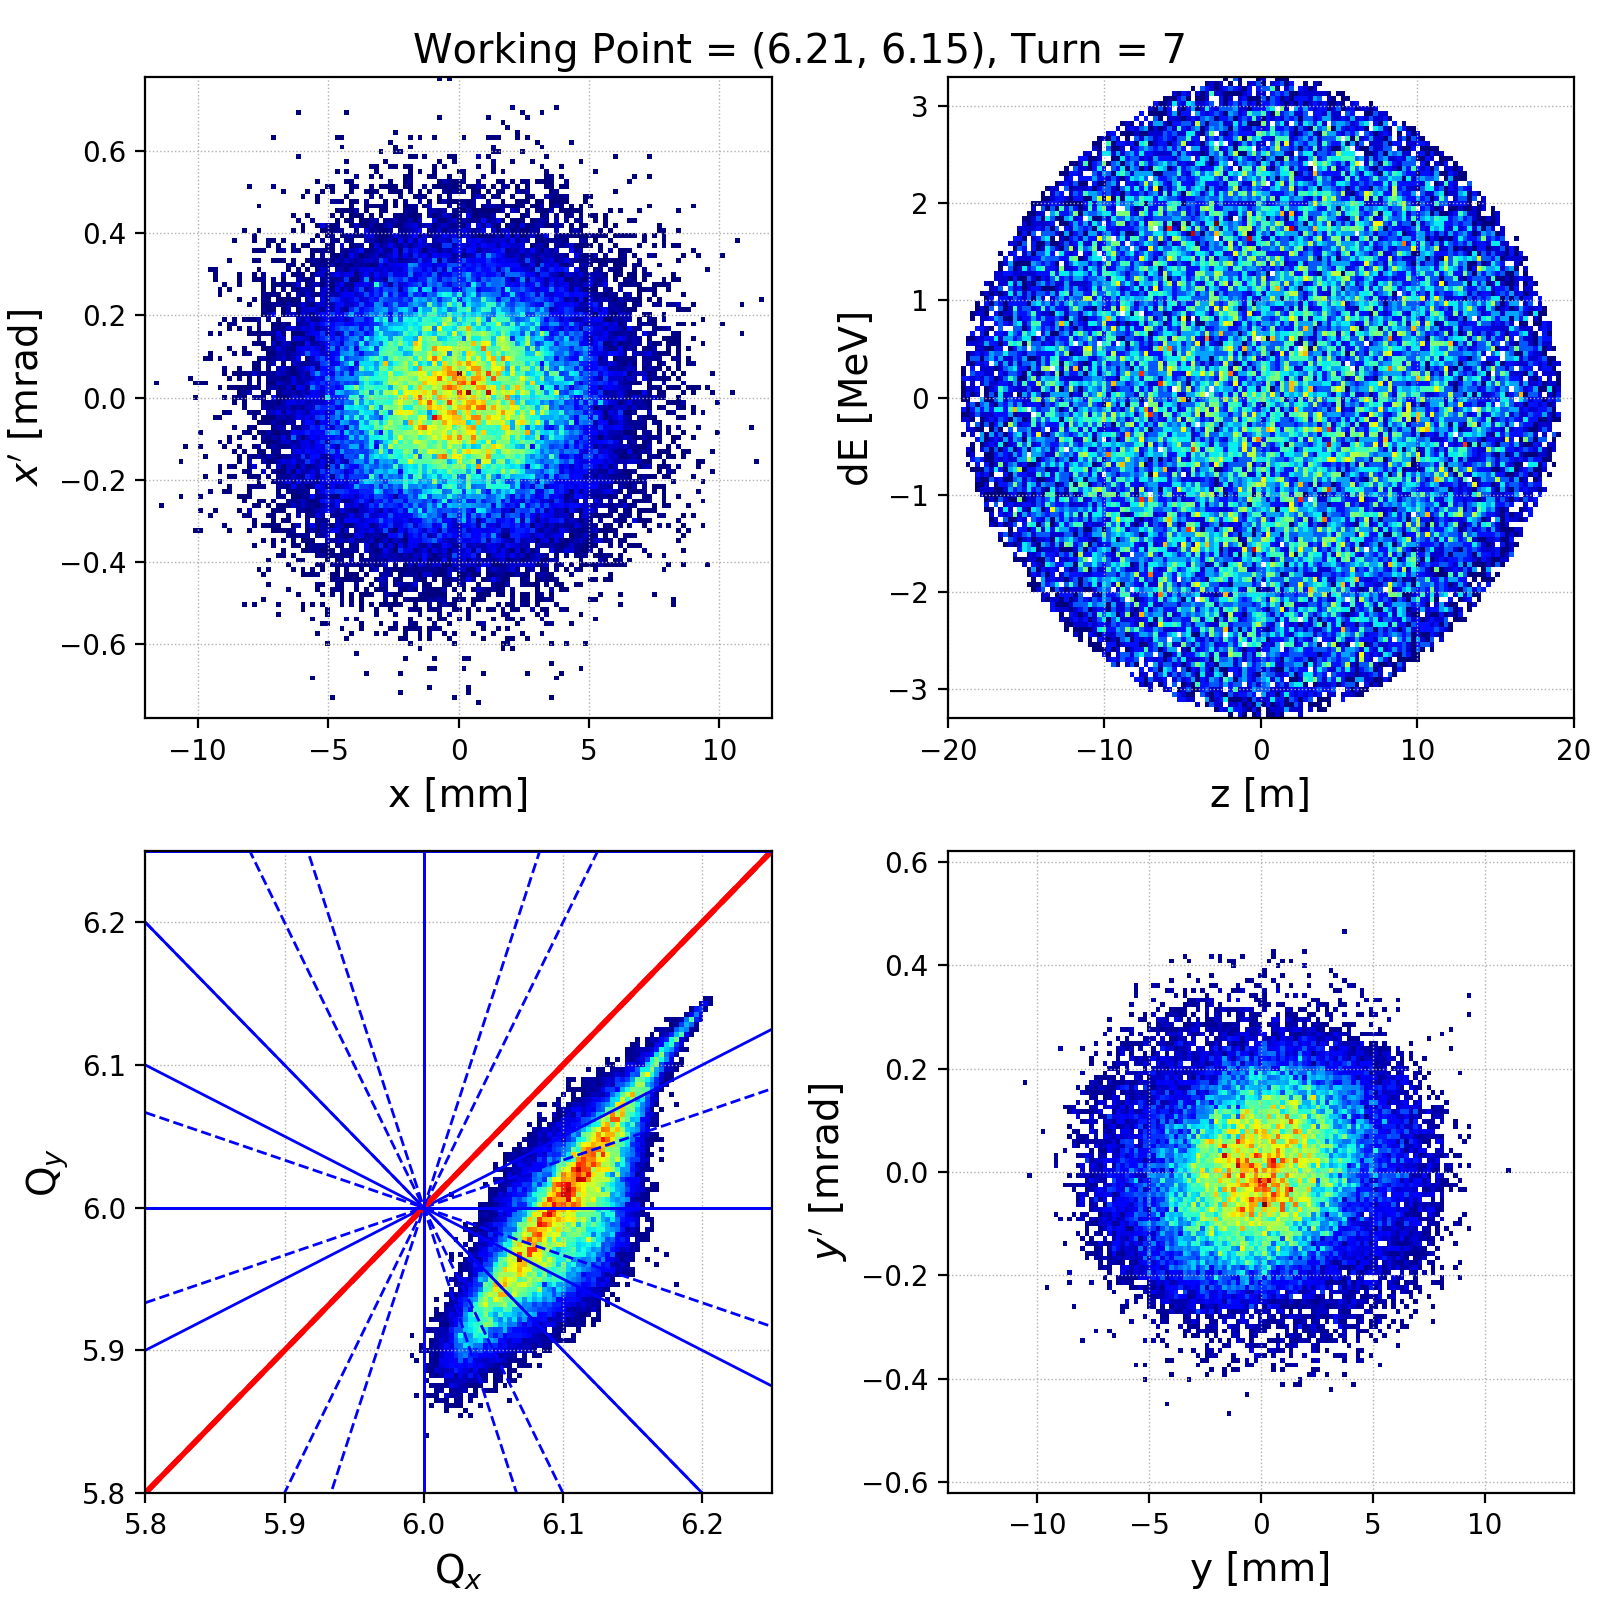 Working Point = (6.21, 6.15), Turn = 7
0.6
0.4
0.2
0.0
−0.2
−0.4
−0.6
x′ [mrad]
−10 −5 0 5 10
x [mm]
3
2
1
0
−1
−2
−3
dE [MeV]
−20 −10 0 10 20
z [m]
6.2
6.1
6.0
5.9
5.8
Qy
5.8 5.9 6.0 6.1 6.2
Qx
0.6
0.4
0.2
0.0
−0.2
−0.4
−0.6
y′ [mrad]
−10 −5 0 5 10
y [mm]